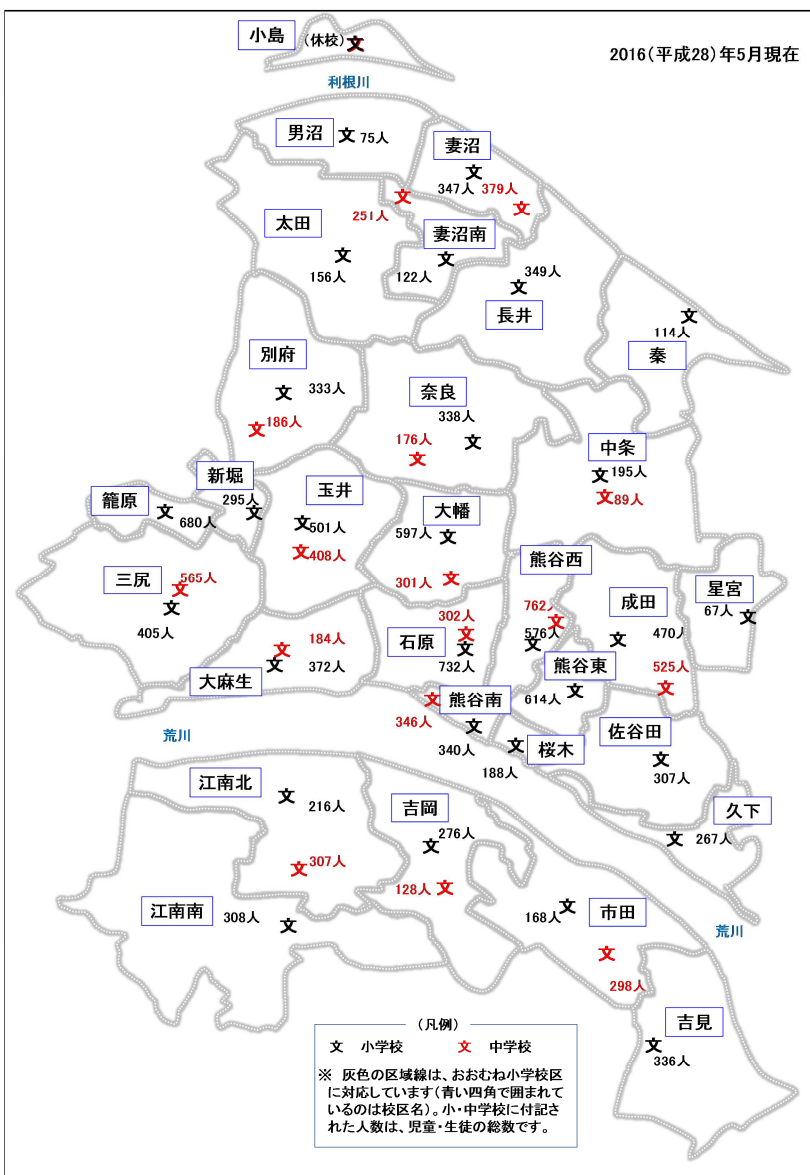 小島
(休校)
2016(平成28)年5月現在
利根川
男沼
75人
妻沼
347人
379人
251人
太田
156人
妻沼南
122人
349人
長井
114人
秦
別府
333人
186人
奈良
338人
176人
中条
195人
89人
新堀
295人
籠原
680人
玉井
501人
408人
大幡
597人
301人
熊谷西
762人
576人
三尻
565人
405人
星宮
67人
成田
470人
525人
302人
石原
732人
184人
372人
大麻生
熊谷東
614人
熊谷南
346人
340人
桜木
188人
佐谷田
307人
荒川
久下
267人
江南北
216人
307人
吉岡
276人
128人
江南南
308人
168人
市田
298人
荒川
吉見
336人
(凡例)
文 小学校 文 中学校
※ 灰色の区域線は、おおむね小学校区
に対応しています(青い四角で囲まれて
いるのは校区名)。小・中学校に付記さ
れた人数は、児童・生徒の総数です。